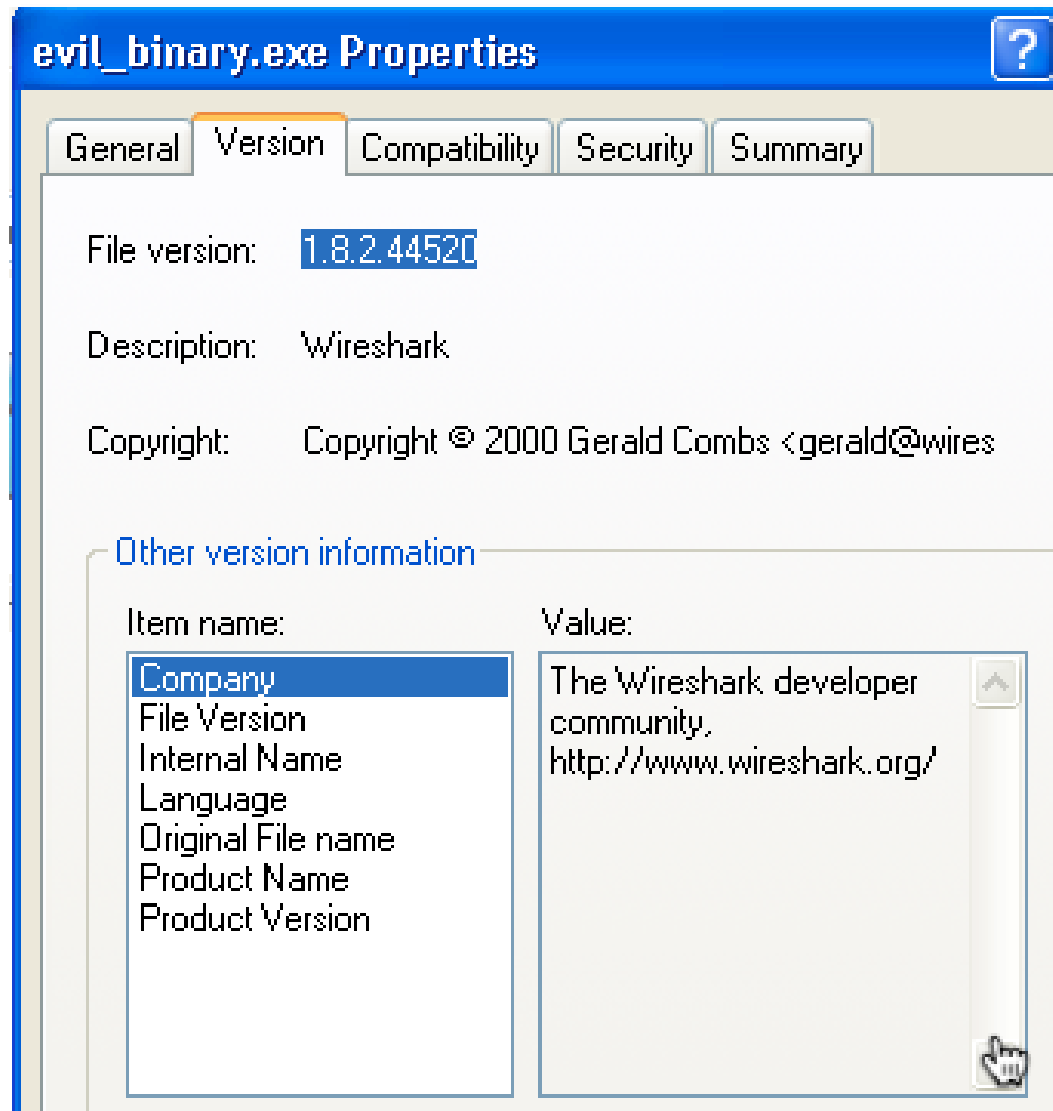 evil_binary.exe Properties
?
General Version Compatibility Security Summary
File version: 1.8.2.44520
Description: Wireshark
Copyright: Copyright © 2000 Gerald Combs <gerald@wires
Other version information
Item name:
Company
File Version
Internal Name
Language
Original File name
Product Name
Product Version
Value:
The Wireshark developer
community,
http://www.wireshark.org/